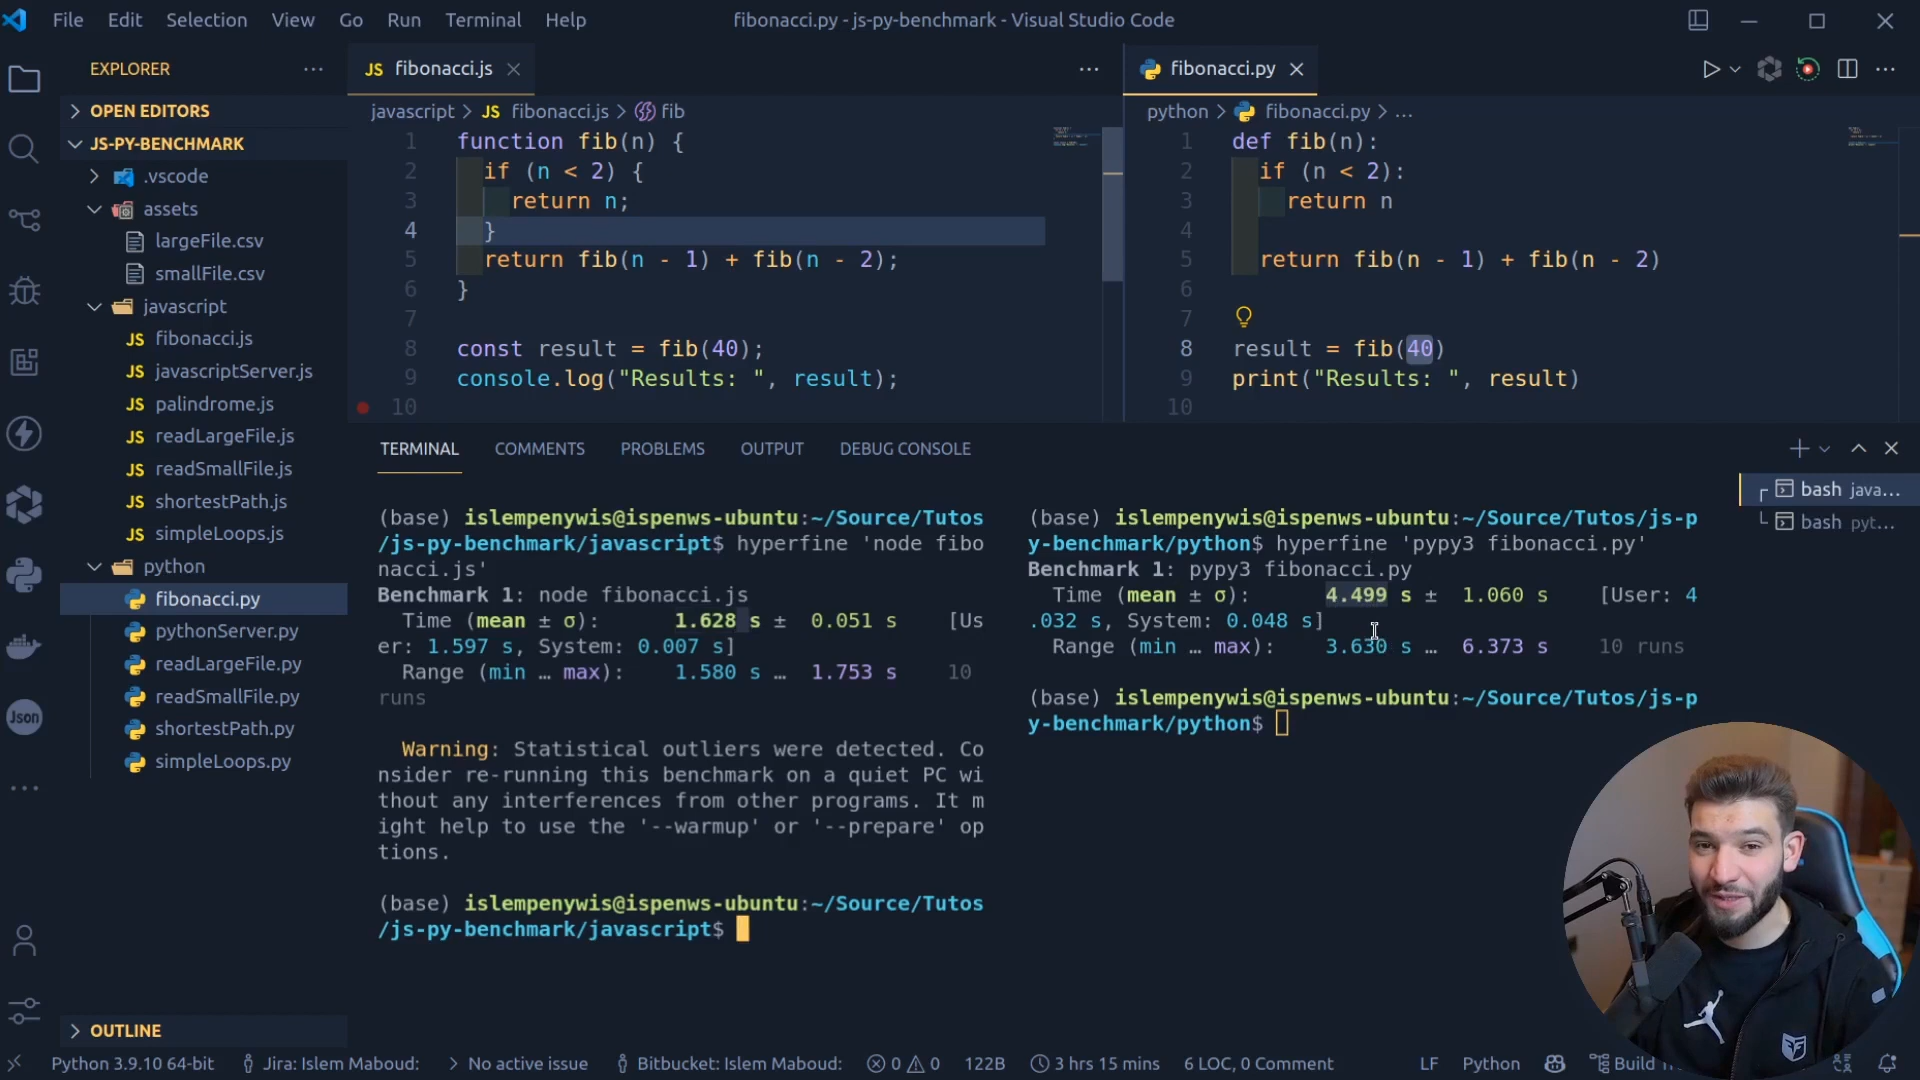 File Edit Selection View Go Run Terminal Help
fibonacci.py - js-py-benchmark - Visual Studio Code
EXPLORER
OPEN EDITORS
JS-PY-BENCHMARK
.vscode
assets
largeFile.csv
smallFile.csv
javascript
JS fibonacci.js
JS javascriptServer.js
JS palindrome.js
JS readLargeFile.js
JS readSmallFile.js
JS shortestPath.js
JS simpleLoops.js
python
fibonacci.py
pythonServer.py
readLargeFile.py
readSmallFile.py
shortestPath.py
simpleLoops.py
Json
OUTLINE
JS fibonacci.js
javascript > JS fibonacci.js > fib
1 function fib(n) {
2 if (n < 2) {
3 return n;
4 }
5 return fib(n - 1) + fib(n - 2);
6 }
7
8 const result = fib(40);
9 console.log("Results: ", result);
10
fibonacci.py
python > fibonacci.py > ...
1 def fib(n):
2 if (n < 2):
3 return n
4
5 return fib(n - 1) + fib(n - 2)
6
7
8 result = fib(40)
9 print("Results: ", result)
10
TERMINAL COMMENTS PROBLEMS OUTPUT DEBUG CONSOLE
(base) islempenywis@ispenws-ubuntu:~/Source/Tutos
/js-py-benchmark/javascript$ hyperfine 'node fibo
nacci.js'
Benchmark 1: node fibonacci.js
Time (mean ± σ): 1.628 s ± 0.051 s [Us
er: 1.597 s, System: 0.007 s]
Range (min … max): 1.580 s … 1.753 s 10
runs
Warning: Statistical outliers were detected. Co
nsider re-running this benchmark on a quiet PC wi
thout any interferences from other programs. It m
ight help to use the '--warmup' or '--prepare' op
tions.
(base) islempenywis@ispenws-ubuntu:~/Source/Tutos
/js-py-benchmark/javascript$
(base) islempenywis@ispenws-ubuntu:~/Source/Tutos/js-p
y-benchmark/python$ hyperfine 'pypy3 fibonacci.py'
Benchmark 1: pypy3 fibonacci.py
Time (mean ± σ): 4.499 s ± 1.060 s [User: 4
.032 s, System: 0.048 s]
Range (min … max): 3.630 s … 6.373 s 10 runs
(base) islempenywis@ispenws-ubuntu:~/Source/Tutos/js-p
y-benchmark/python$
bash java...
bash pyt...
Python 3.9.10 64-bit Jira: Islem Maboud: No active issue Bitbucket: Islem Maboud: 0 0 122B 3 hrs 15 mins 6 LOC, 0 Comment LF Python Build